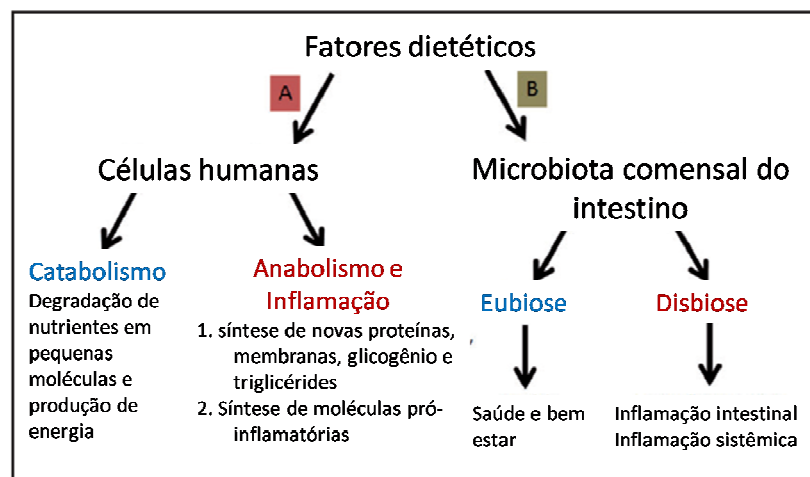 Fatores dietéticos
A
B
Células humanas
Microbiota comensal do
intestino
Catabolismo
Degradação de
nutrientes em
pequenas
moléculas e
produção de
energia
Anabolismo e
Inflamação
1. síntese de novas proteínas,
membranas, glicogênio e
triglicérides
2. Síntese de moléculas pró-
inflamatórias
Eubiose
Saúde e bem
estar
Disbiose
Inflamação intestinal
Inflamação sistêmica